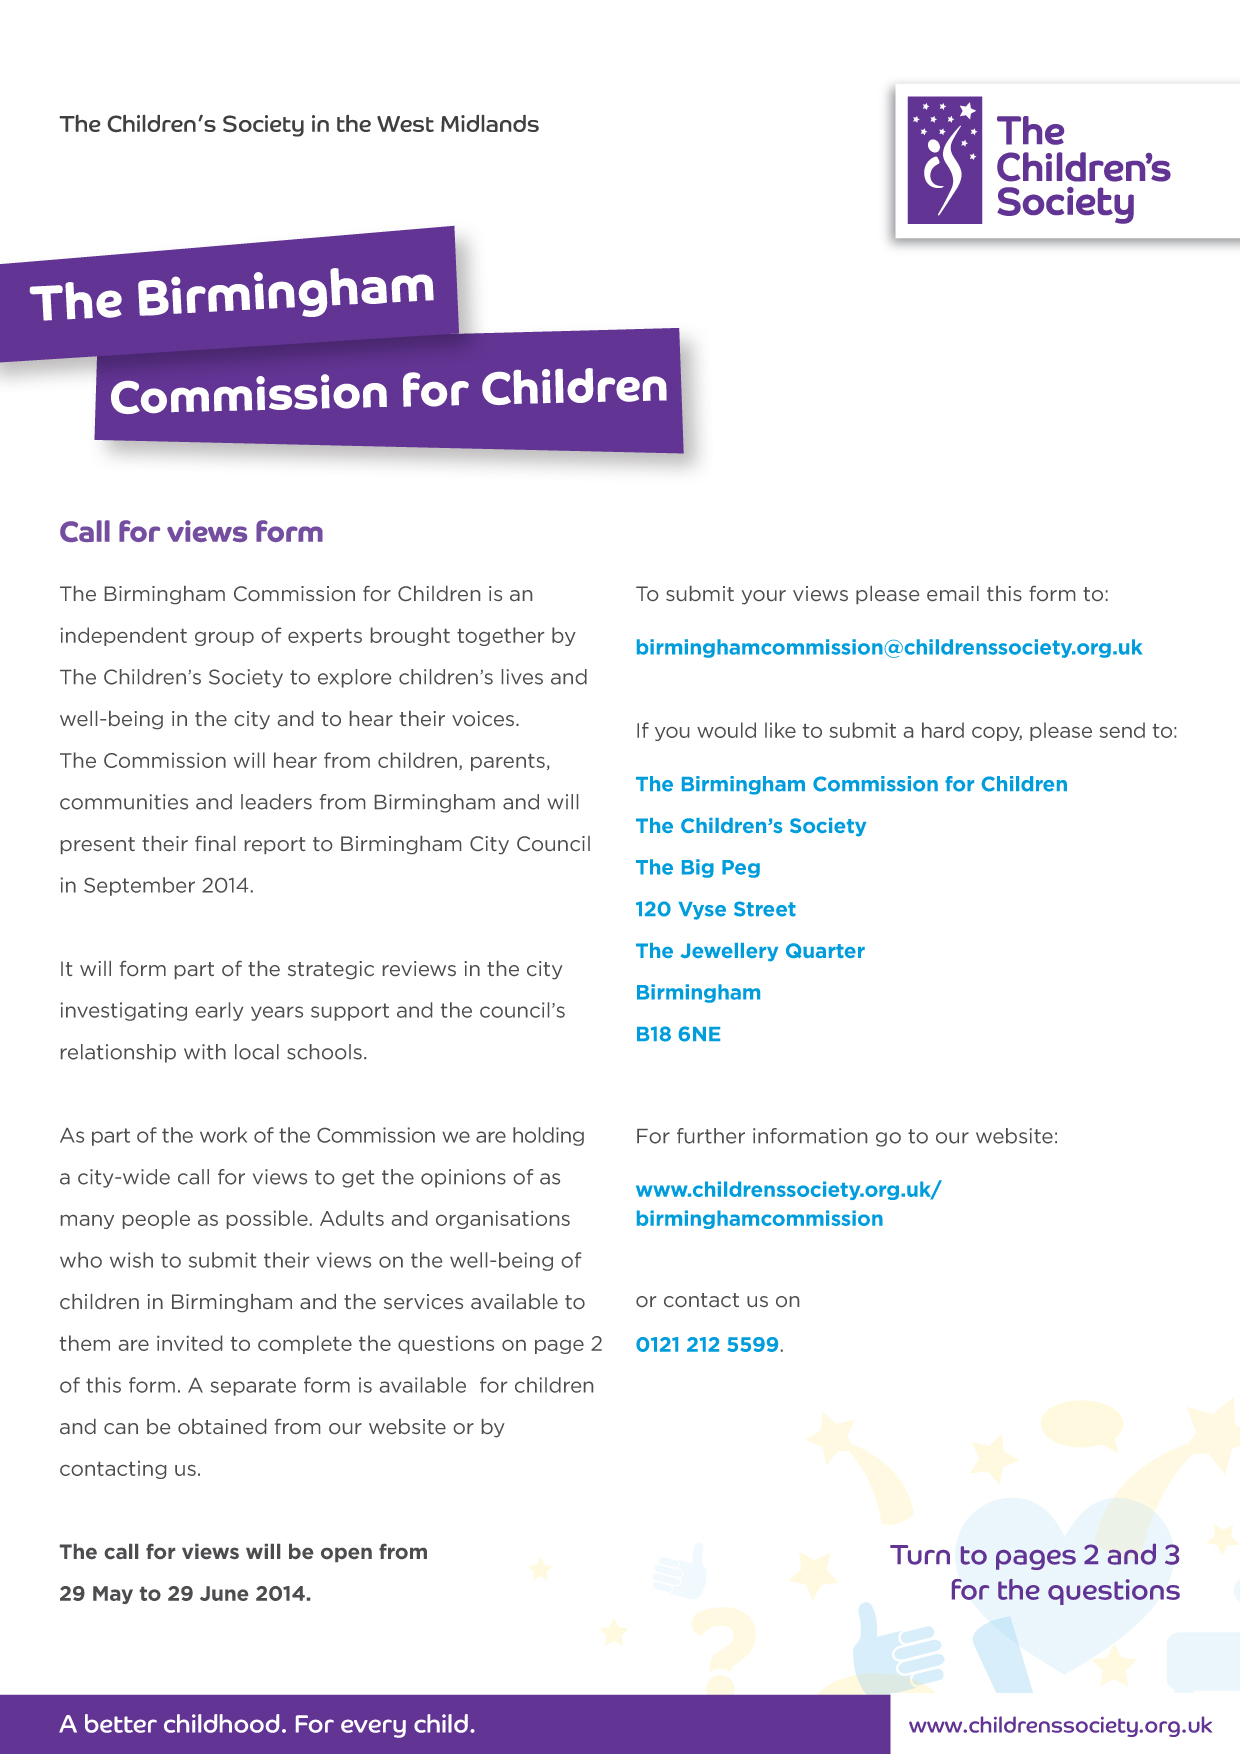 The Children's Society in the West Midlands
The
Children's
Society
The Birmingham
Commission for Children
Call for views form
The Birmingham Commission for Children is an
independent group of experts brought together by
The Children's Society to explore children's lives and
well-being in the city and to hear their voices.
The Commission will hear from children, parents,
communities and leaders from Birmingham and will
present their final report to Birmingham City Council
in September 2014.
It will form part of the strategic reviews in the city
investigating early years support and the council's
relationship with local schools.
As part of the work of the Commission we are holding
a city-wide call for views to get the opinions of as
many people as possible. Adults and organisations
who wish to submit their views on the well-being of
children in Birmingham and the services available to
them are invited to complete the questions on page 2
of this form. A separate form is available  for children
and can be obtained from our website or by
contacting us.
The call for views will be open from
29 May to 29 June 2014.
To submit your views please email this form to:
birminghamcommission@childrenssociety.org.uk
If you would like to submit a hard copy, please send to:
The Birmingham Commission for Children
The Children's Society
The Big Peg
120 Vyse Street
The Jewellery Quarter
Birmingham
B18 6NE
For further information go to our website:
www.childrenssociety.org.uk/
birminghamcommission
or contact us on
0121 212 5599.
Turn to pages 2 and 3
for the questions
A better childhood. For every child.
www.childrenssociety.org.uk